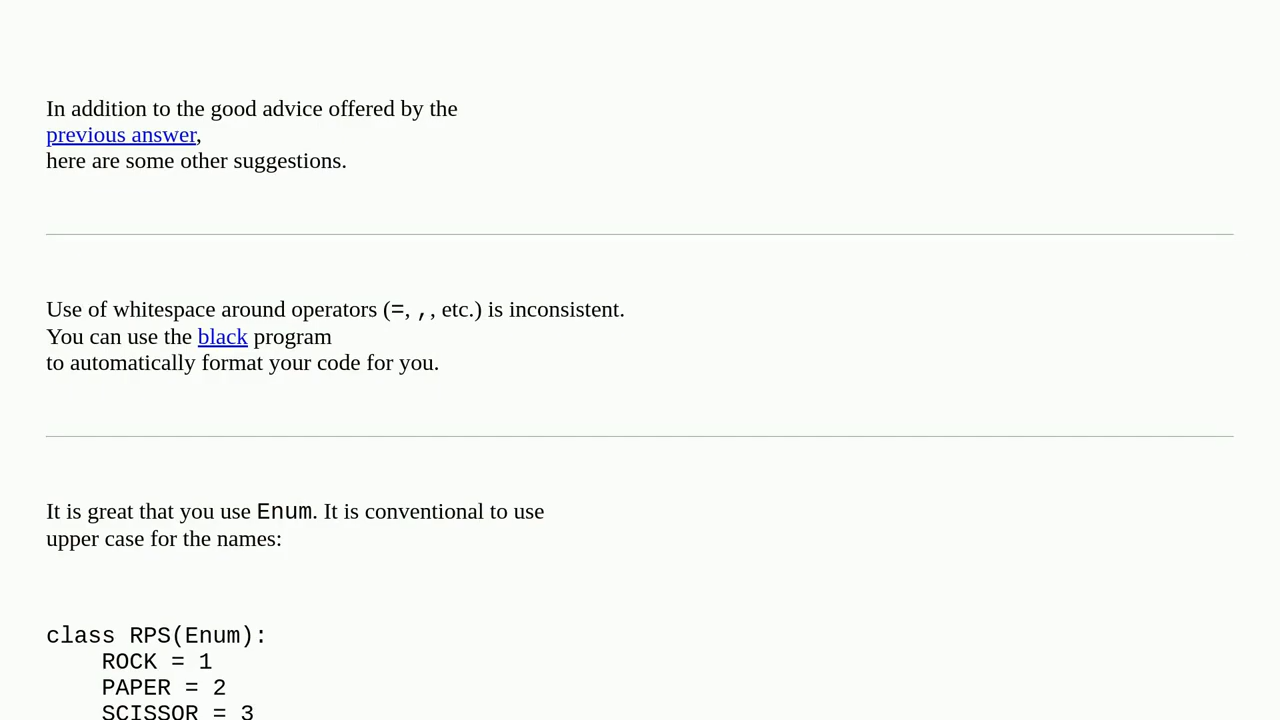 In addition to the good advice offered by the
previous answer,
here are some other suggestions.
Use of whitespace around operators (=, ,, etc.) is inconsistent.
You can use the black program
to automatically format your code for you.
It is great that you use Enum. It is conventional to use
upper case for the names:
class RPS(Enum):
    ROCK = 1
    PAPER = 2
    SCISSOR = 3